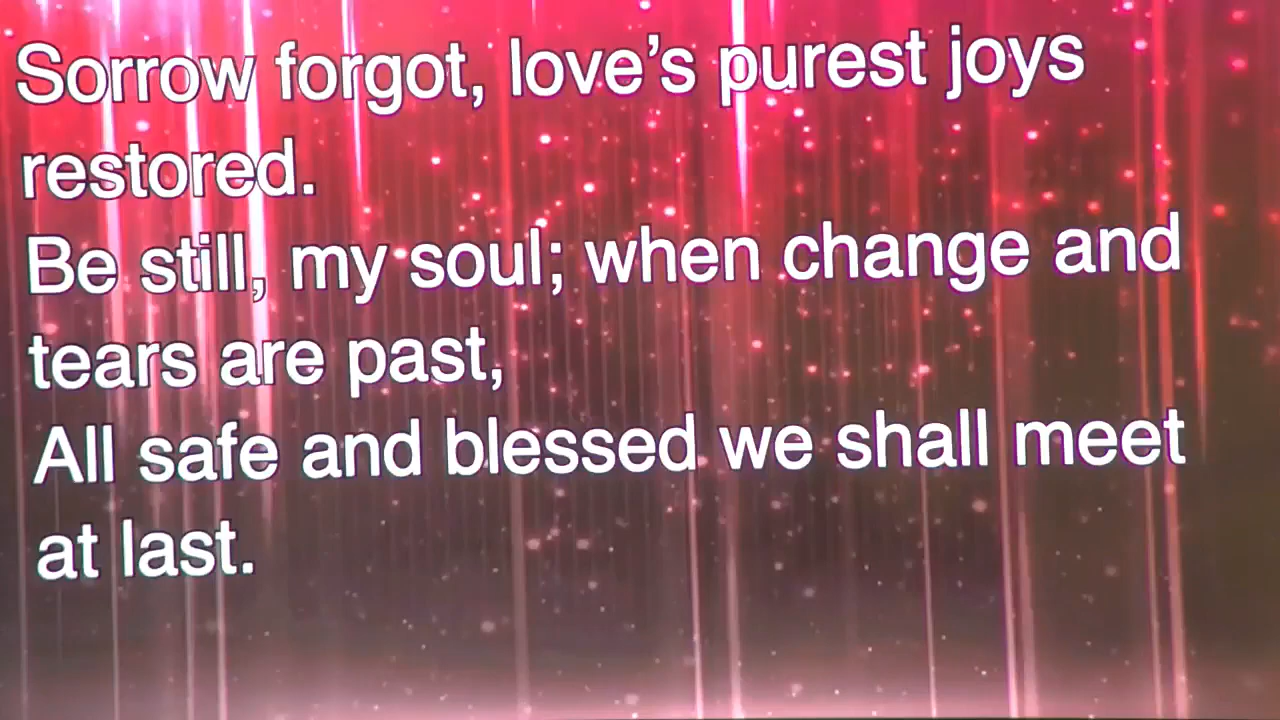 Sorrow forgot, love’s purest joys
restored.
Be still, my soul; when change and
tears are past,
All safe and blessed we shall meet
at last.